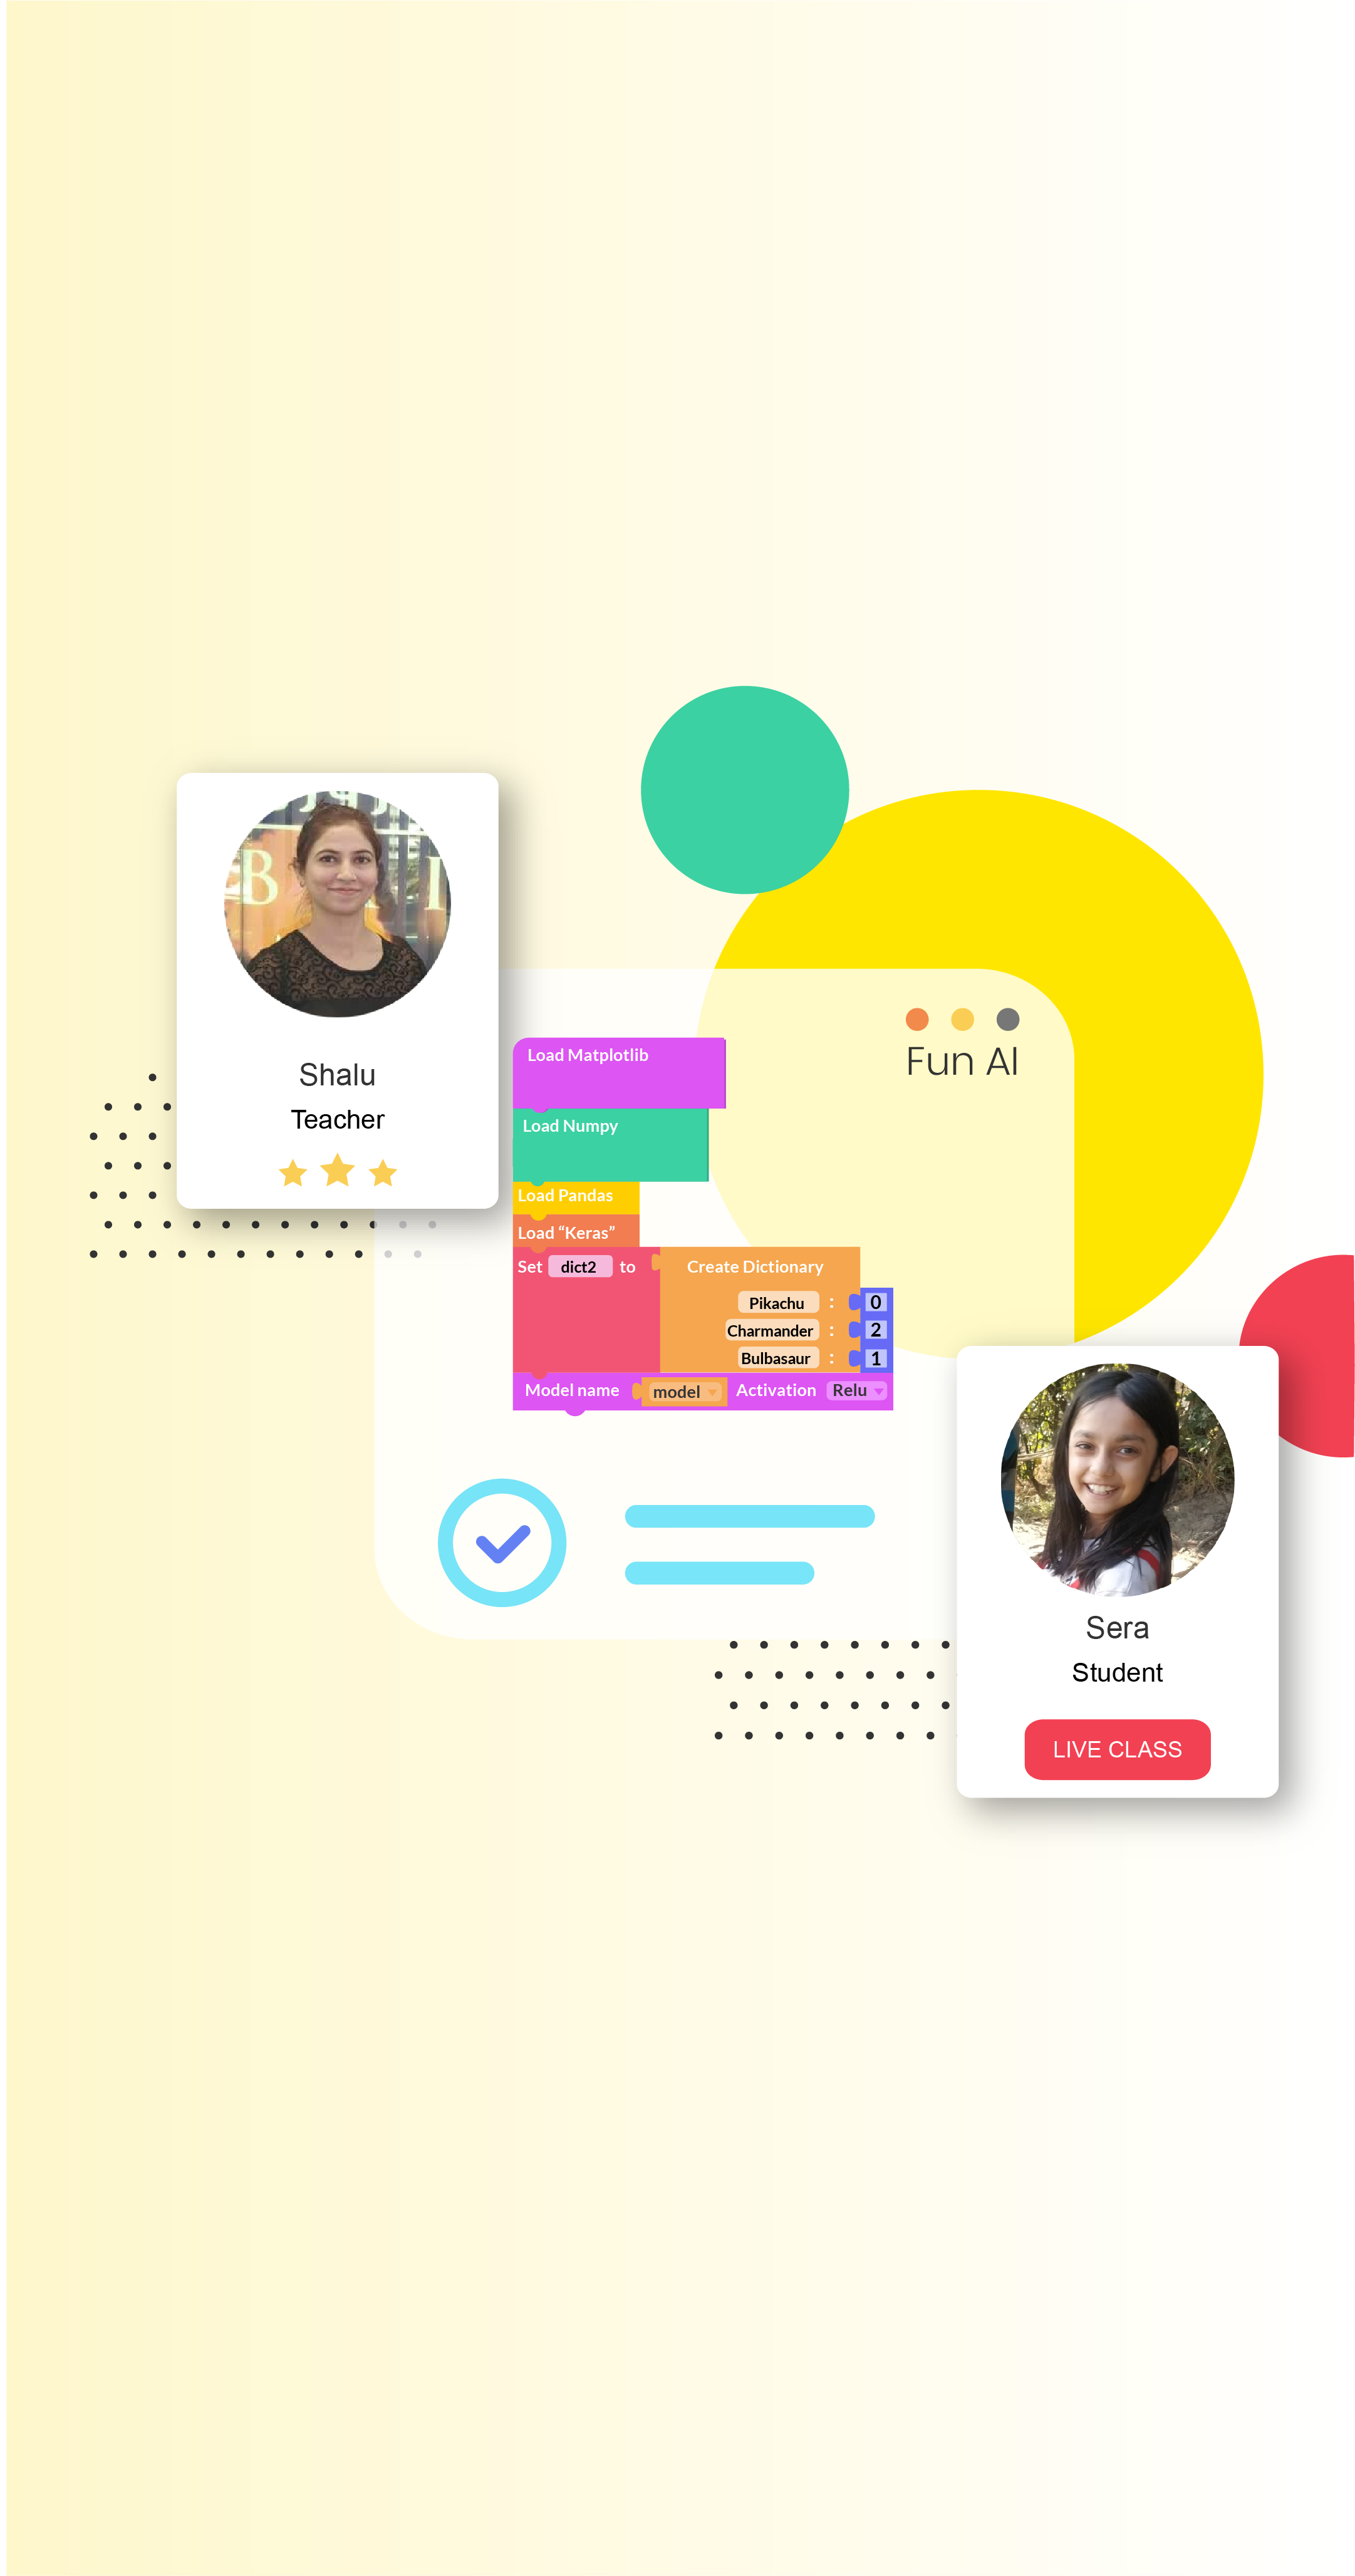 Shalu
Teacher
Fun AI
Load Matplotlib
Load Numpy
Load Pandas
Load “Keras”
Set dict2 to Create Dictionary
Pikachu : 0
Charmander : 2
Bulbasaur : 1
Model name model Activation Relu
Sera
Student
LIVE CLASS